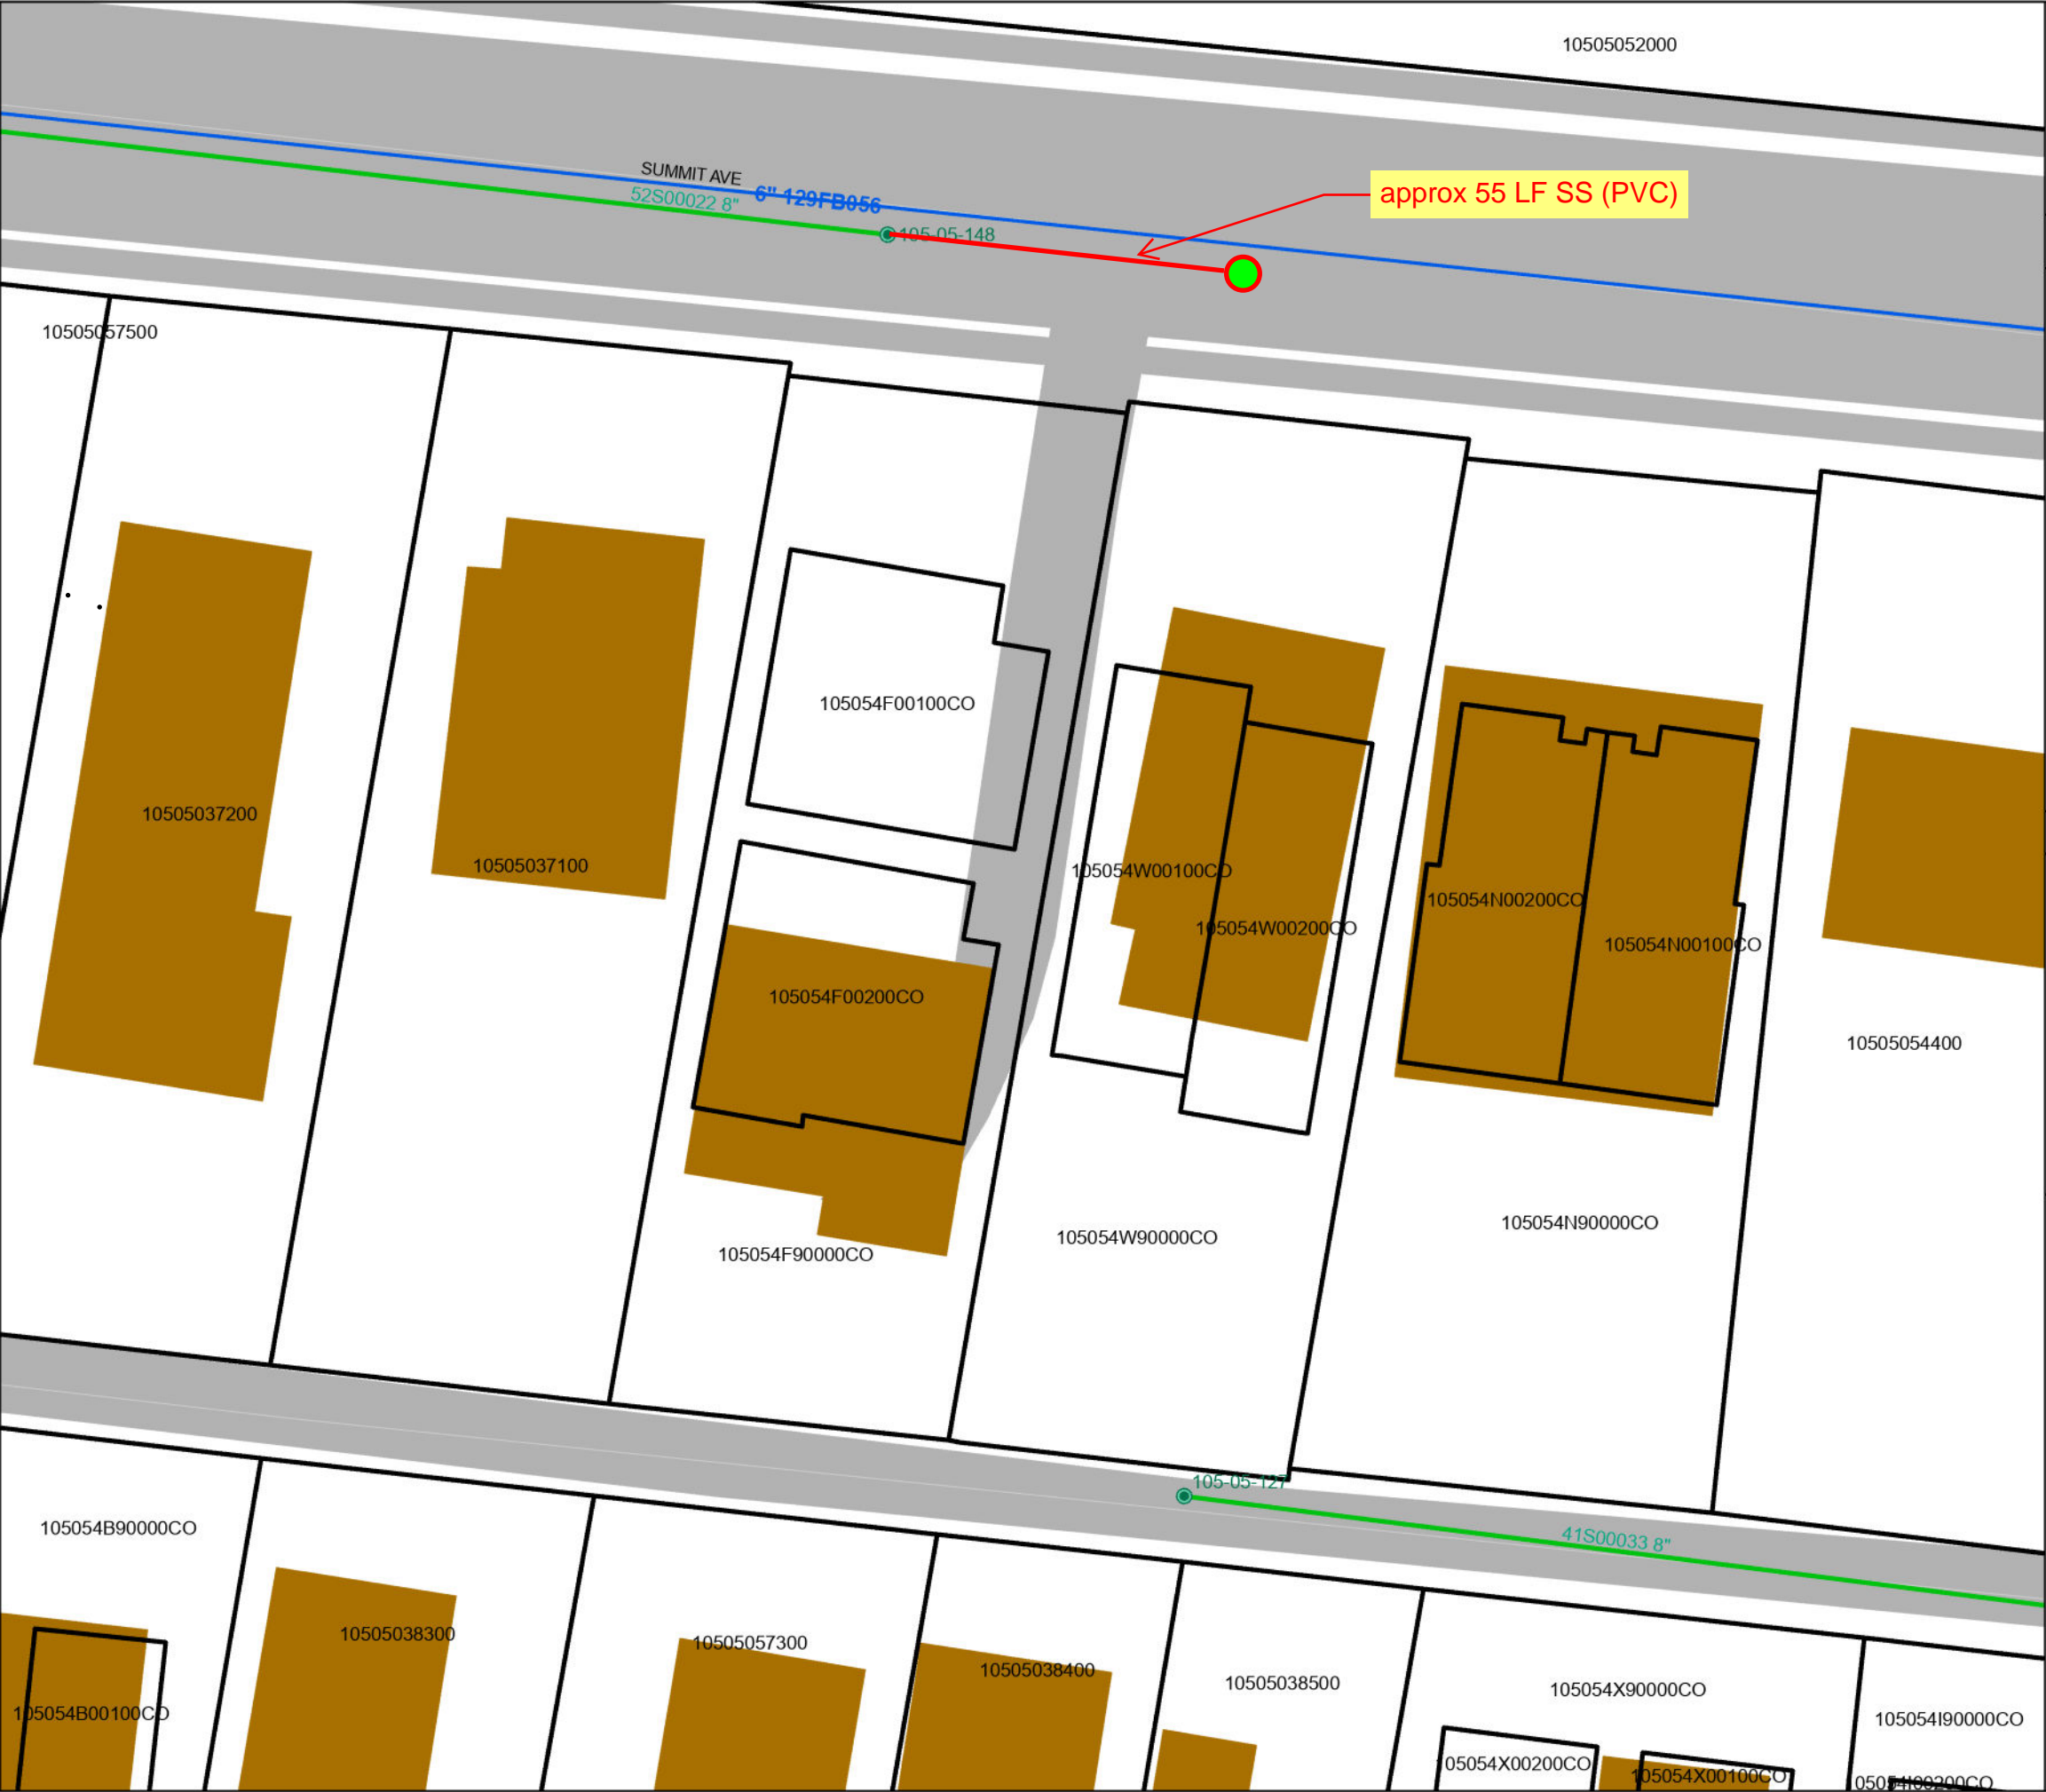 10505052000
SUMMIT AVE
52S00022 8"
6" 129FB056
approx 55 LF SS (PVC)
105-05-148
10505057500
105054F00100CO
10505037200
10505037100
105054W00100CO
105054N00200CO
105054W00200CO
105054N00100CO
105054F00200CO
10505054400
105054N90000CO
105054W90000CO
105054F90000CO
105-05-127
105054B90000CO
41S00033 8"
10505038300
10505057300
10505038400
10505038500
105054X90000CO
105054B00100CO
105054I90000CO
05054X00200CO
105054X00100CO
05054I00200CO